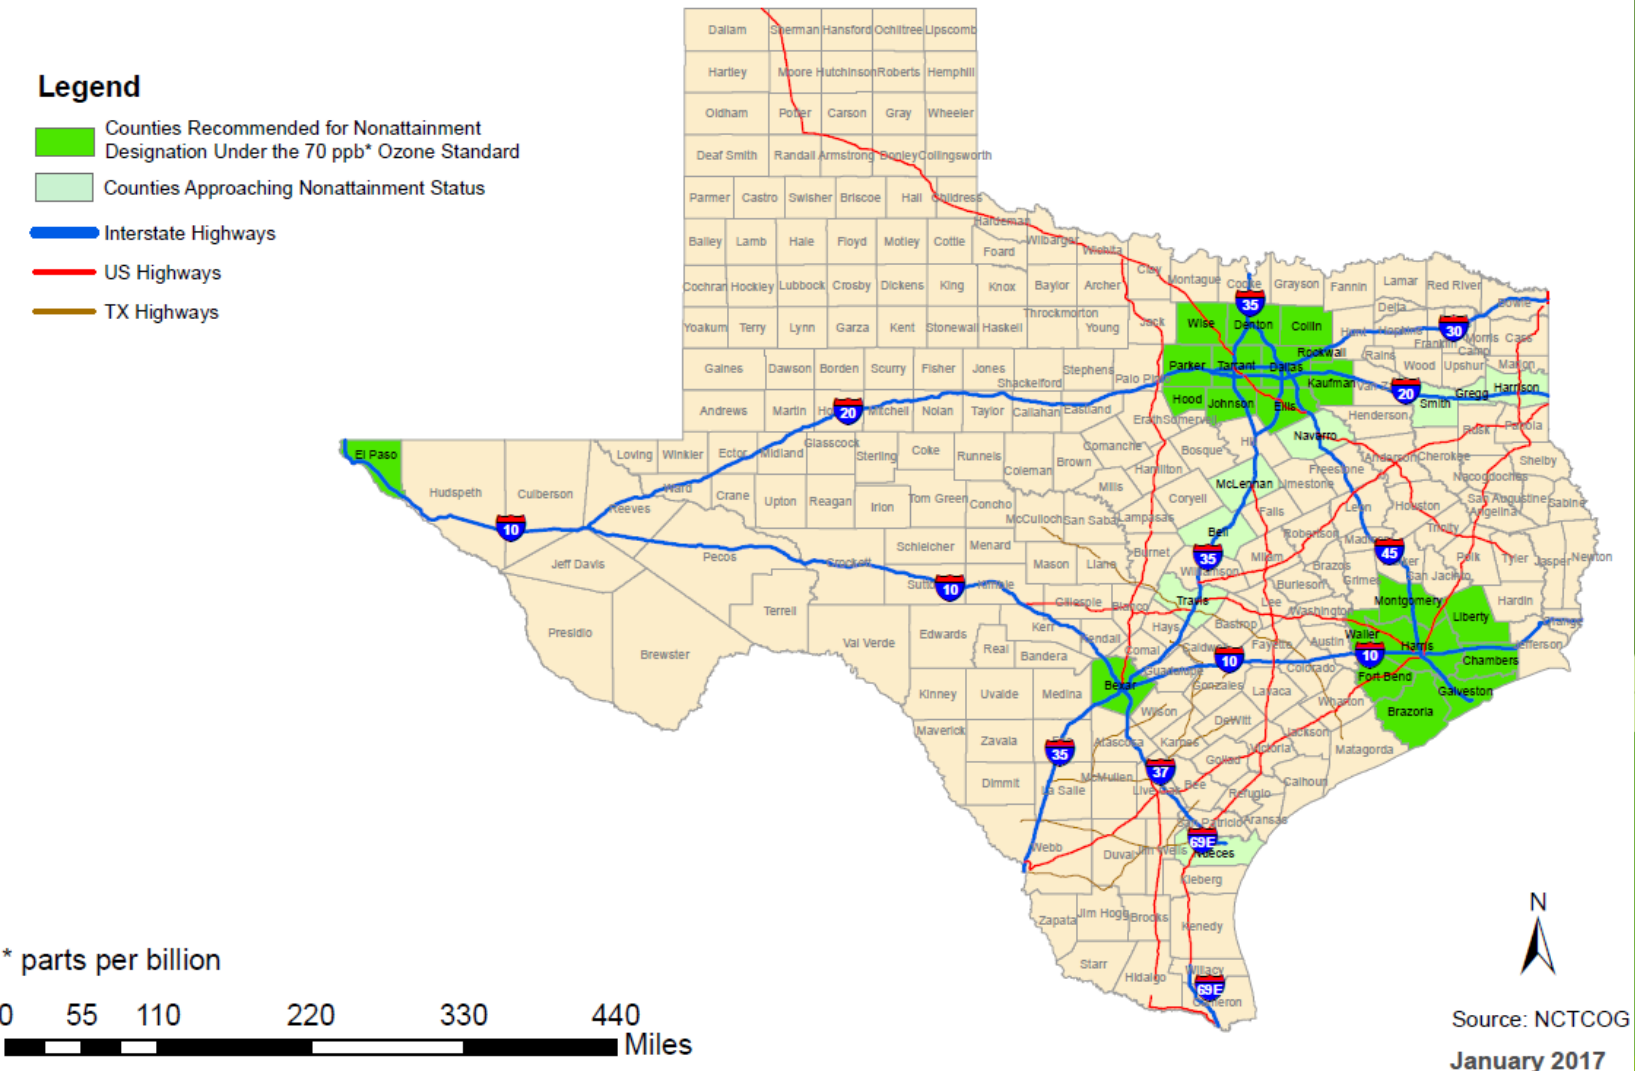 Legend
Counties Recommended for Nonattainment
Designation Under the 70 ppb* Ozone Standard
Counties Approaching Nonattainment Status
Interstate Highways
US Highways
TX Highways
Dallam Sherman Hansford Ochiltree Lipscomb
Hartley Moore Hutchinson Roberts Hemphill
Oldham Potter Carson Gray Wheeler
Deaf Smith Randall Armstrong Donley Collingsworth
Parmer Castro Swisher Briscoe Hall Childress
Hardeman
Bailey Lamb Hale Floyd Motley Cottle Foard Wilbarger Wichita
Clay Montague Cooke Grayson Fannin Lamar Red River Bowie
Cochran Hockley Lubbock Crosby Dickens King Knox Baylor Archer
35
Delta
Throckmorton
Yoakum Terry Lynn Garza Kent Stonewall Haskell Young Jack Wise Denton Collin Hunt Hopkins Franklin 30 Morris Cass
Camp
Rockwall Rains Wood Upshur Marion
Gaines Dawson Borden Scurry Fisher Jones Shackelford Stephens Palo Pinto Parker Tarrant Dallas Kaufman
20 Smith Gregg Harrison
Andrews Martin 20 Mitchell Nolan Taylor Callahan Eastland Hood Johnson Ellis Henderson
Erath Somervell
Navarro Rusk Panola
El Paso Loving Winkler Ector Midland Glasscock Sterling Coke Runnels Coleman Brown Comanche Bosque Anderson Cherokee Shelby
Hamilton Freestone Nacogdoches
Hudspeth Culberson Reeves Ward Crane Upton Reagan Irion Tom Green Concho Mills Coryell McLennan Limestone
McCulloch San Saba Lampasas Falls Leon Houston San Augustine Sabine
Angelina
10 Bell Robertson Trinity
Jeff Davis Pecos Crockett Schleicher Menard Mason Llano Burnet 35 Milam 45 Polk Tyler Jasper Newton
Williamson Brazos Grimes San Jacinto
10 Burleson
Terrell Gillespie Blanco Travis Lee Washington Montgomery Liberty Hardin
Presidio Brewster Val Verde Edwards Kerr Kendall Hays Bastrop Austin Waller Harris Orange
Real Bandera Comal Fayette 10 10 Chambers Jefferson
Guadalupe Colorado Fort Bend
Kinney Uvalde Medina Bexar Gonzales Lavaca Wharton Galveston
Wilson Brazoria
Maverick Zavala Atascosa Karnes DeWitt Jackson Matagorda
35 Victoria
37 Goliad
Dimmit La Salle McMullen Bee Calhoun
Refugio
San Patricio Aransas
Webb Duval Jim Wells 69E Nueces
Kleberg
Zapata Jim Hogg Brooks Kenedy
Starr Hidalgo Willacy
69E
Cameron
N
* parts per billion
0 55 110 220 330 440
Miles
Source: NCTCOG
January 2017